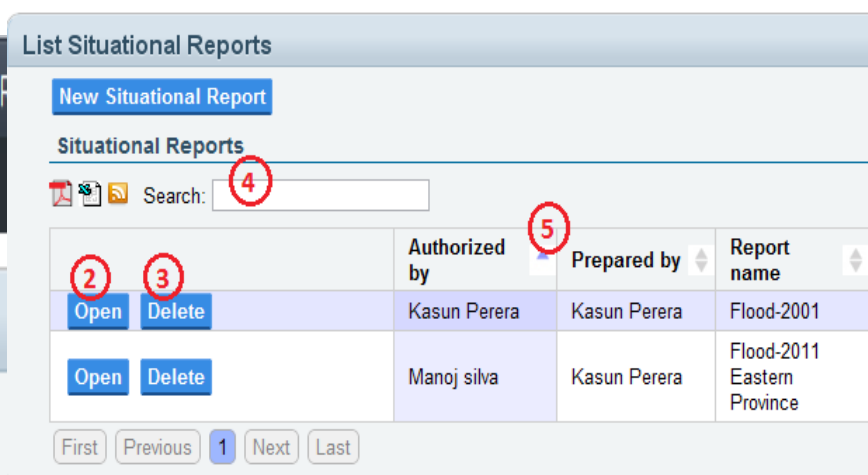 List Situational Reports
New Situational Report
Situational Reports
Search:
4
5
2
3
Authorized
by
Prepared by
Report
name
Open Delete Kasun Perera Kasun Perera Flood-2001
Open Delete Manoj silva Kasun Perera Flood-2011
Eastern
Province
First Previous 1 Next Last